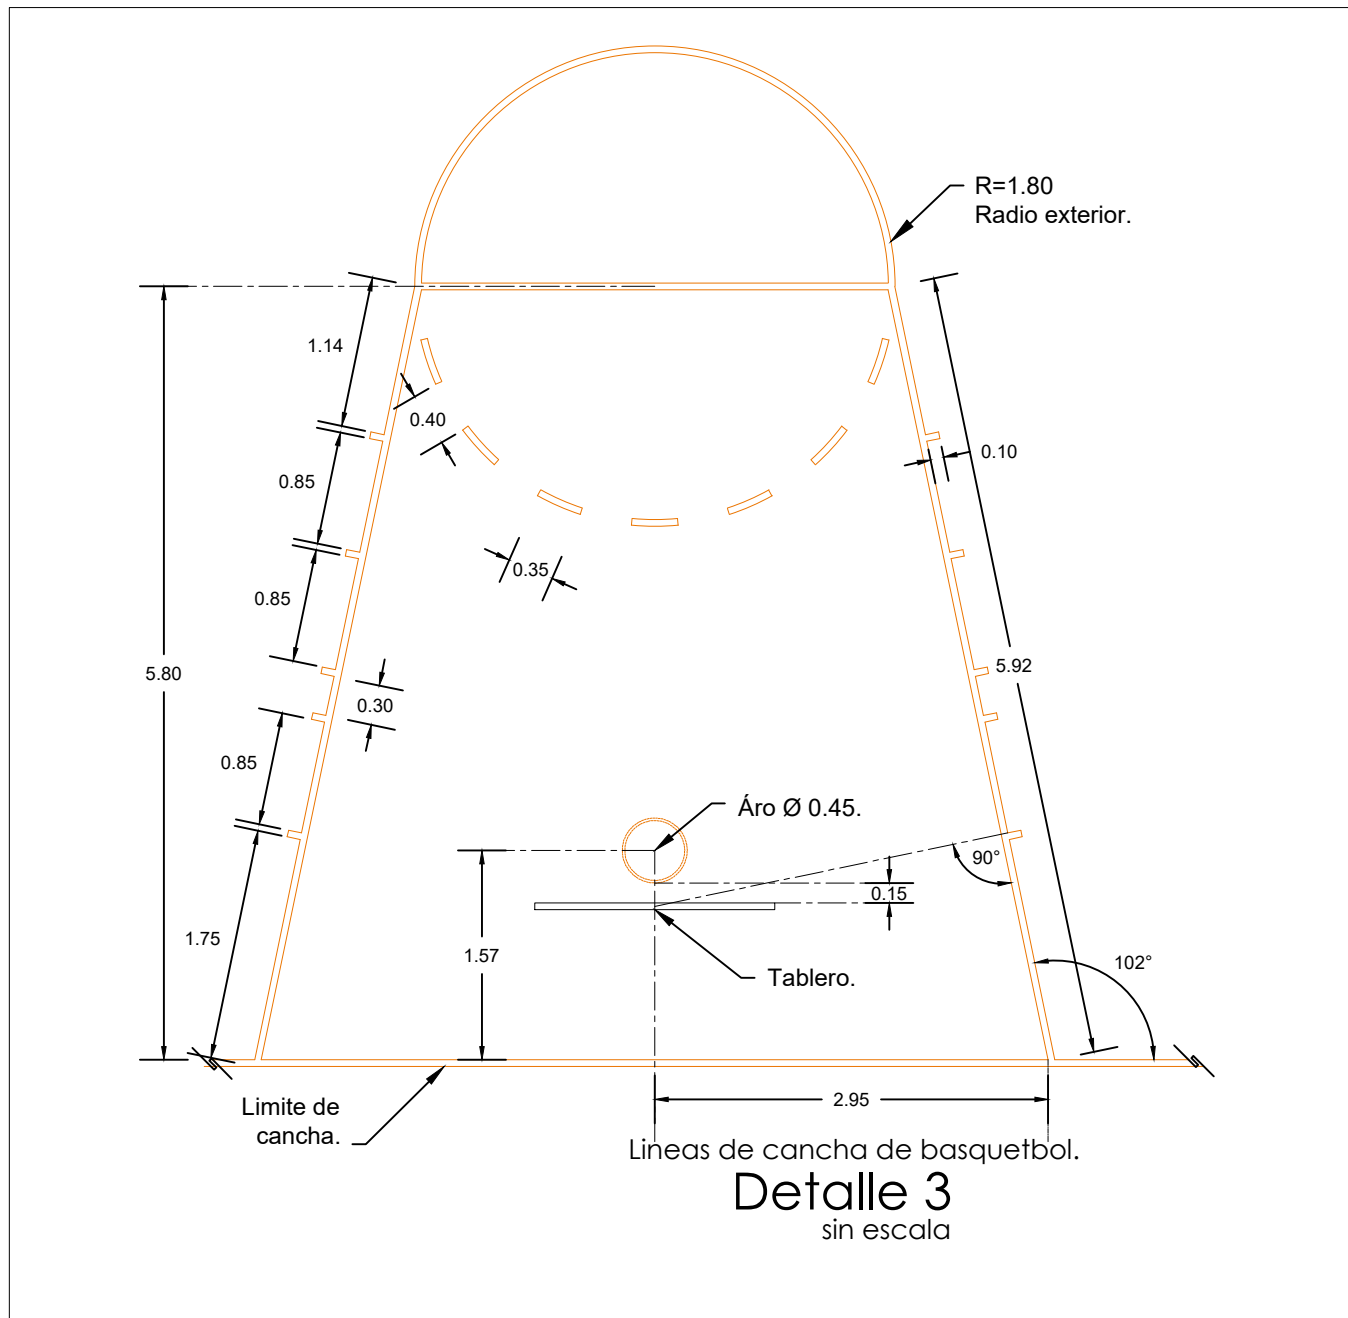 R=1.80
Radio exterior.
1.14
0.40
0.10
0.85
0.35
0.85
5.80
5.92
0.30
0.85
Áro Ø 0.45.
90°
0.15
1.75
1.57
Tablero.
102°
2.95
Limite de
cancha.
Lineas de cancha de basquetbol.
Detalle 3
sin escala